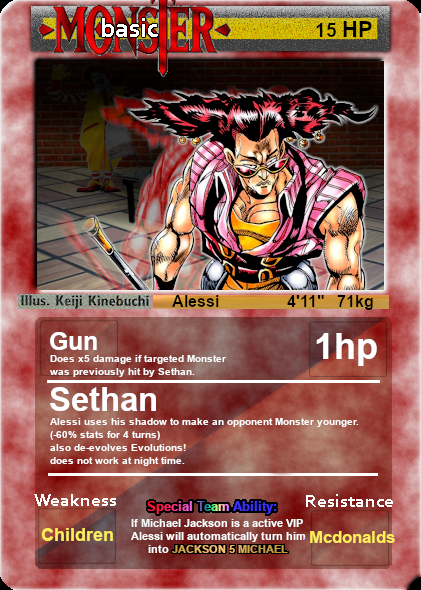 MONSTER
basic
15 HP
Illus. Keiji Kinebuchi
Alessi
4'11" 71kg
Gun
1hp
Does x5 damage if targeted Monster
was previously hit by Sethan.
Sethan
Alessi uses his shadow to make an opponent Monster younger.
(-60% stats for 4 turns)
also de-evolves Evolutions!
does not work at night time.
Weakness
Children
Special Team Ability:
If Michael Jackson is a active VIP
Alessi will automatically turn him
into JACKSON 5 MICHAEL
Resistance
Mcdonalds